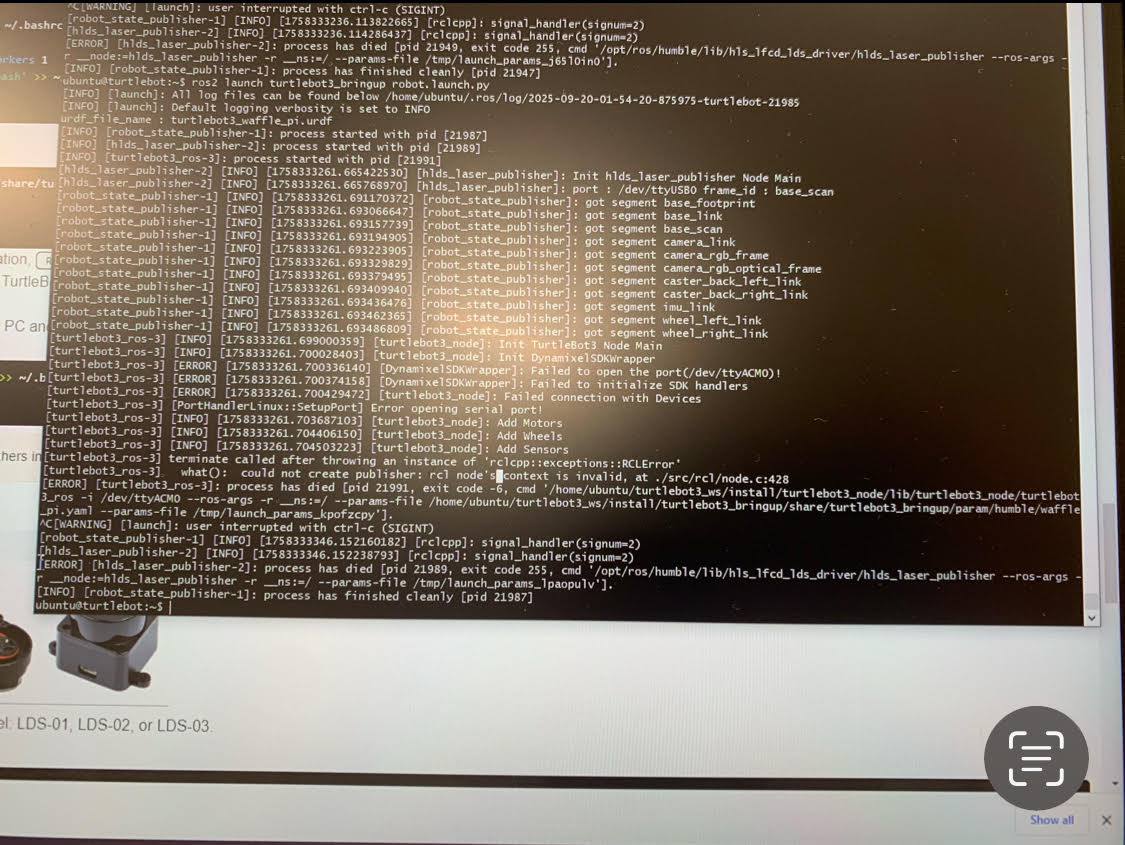 ^C[WARNING] [launch]: user interrupted with ctrl-c (SIGINT)
[robot_state_publisher-1] [INFO] [1758333236.113822665] [rclcpp]: signal_handler(signum=2)
[hlds_laser_publisher-2] [INFO] [1758333236.114286437] [rclcpp]: signal_handler(signum=2)
[ERROR] [hlds_laser_publisher-2]: process has died [pid 21949, exit code 255, cmd '/opt/ros/humble/lib/hls_lfcd_lds_driver/hlds_laser_publisher --ros-args -
r __node:=hlds_laser_publisher -r __ns:=/ --params-file /tmp/launch_params_j65l0in0'].
[INFO] [robot_state_publisher-1]: process has finished cleanly [pid 21947]
ubuntu@turtlebot:~$ ros2 launch turtlebot3_bringup robot.launch.py
[INFO] [launch]: All log files can be found below /home/ubuntu/.ros/log/2025-09-20-01-54-20-875975-turtlebot-21985
[INFO] [launch]: Default logging verbosity is set to INFO
urdf_file_name : turtlebot3_waffle_pi.urdf
[INFO] [robot_state_publisher-1]: process started with pid [21987]
[INFO] [hlds_laser_publisher-2]: process started with pid [21989]
[INFO] [turtlebot3_ros-3]: process started with pid [21991]
[hlds_laser_publisher-2] [INFO] [1758333261.665422530] [hlds_laser_publisher]: Init hlds_laser_publisher Node Main
[hlds_laser_publisher-2] [INFO] [1758333261.665768970] [hlds_laser_publisher]: port : /dev/ttyUSB0 frame_id : base_scan
[robot_state_publisher-1] [INFO] [1758333261.691170372] [robot_state_publisher]: got segment base_footprint
[robot_state_publisher-1] [INFO] [1758333261.693066647] [robot_state_publisher]: got segment base_link
[robot_state_publisher-1] [INFO] [1758333261.693157739] [robot_state_publisher]: got segment base_scan
[robot_state_publisher-1] [INFO] [1758333261.693194905] [robot_state_publisher]: got segment camera_link
[robot_state_publisher-1] [INFO] [1758333261.693223905] [robot_state_publisher]: got segment camera_rgb_frame
[robot_state_publisher-1] [INFO] [1758333261.693329829] [robot_state_publisher]: got segment camera_rgb_optical_frame
[robot_state_publisher-1] [INFO] [1758333261.693379495] [robot_state_publisher]: got segment caster_back_left_link
[robot_state_publisher-1] [INFO] [1758333261.693409940] [robot_state_publisher]: got segment caster_back_right_link
[robot_state_publisher-1] [INFO] [1758333261.693436476] [robot_state_publisher]: got segment imu_link
[robot_state_publisher-1] [INFO] [1758333261.693462365] [robot_state_publisher]: got segment wheel_left_link
[robot_state_publisher-1] [INFO] [1758333261.693486809] [robot_state_publisher]: got segment wheel_right_link
[turtlebot3_ros-3] [INFO] [1758333261.699000359] [turtlebot3_node]: Init TurtleBot3 Node Main
[turtlebot3_ros-3] [INFO] [1758333261.700028403] [turtlebot3_node]: Init DynamixelSDKWrapper
[turtlebot3_ros-3] [ERROR] [1758333261.700336140] [DynamixelSDKWrapper]: Failed to open the port(/dev/ttyACM0)!
[turtlebot3_ros-3] [ERROR] [1758333261.700374158] [DynamixelSDKWrapper]: Failed to initialize SDK handlers
[turtlebot3_ros-3] [ERROR] [1758333261.700429472] [turtlebot3_node]: Failed connection with Devices
[turtlebot3_ros-3] [PortHandlerLinux::SetupPort] Error opening serial port!
[turtlebot3_ros-3] [INFO] [1758333261.703687103] [turtlebot3_node]: Add Motors
[turtlebot3_ros-3] [INFO] [1758333261.704406150] [turtlebot3_node]: Add Wheels
[turtlebot3_ros-3] [INFO] [1758333261.704503223] [turtlebot3_node]: Add Sensors
[turtlebot3_ros-3] terminate called after throwing an instance of 'rclcpp::exceptions::RCLError'
[turtlebot3_ros-3]   what():  could not create publisher: rcl node's context is invalid, at ./src/rcl/node.c:428
[ERROR] [turtlebot3_ros-3]: process has died [pid 21991, exit code -6, cmd '/home/ubuntu/turtlebot3_ws/install/turtlebot3_node/lib/turtlebot3_node/turtlebot
3_ros -i /dev/ttyACM0 --ros-args -r __ns:=/ --params-file /home/ubuntu/turtlebot3_ws/install/turtlebot3_bringup/share/turtlebot3_bringup/param/humble/waffle
_pi.yaml --params-file /tmp/launch_params_kpofzcpy'].
^C[WARNING] [launch]: user interrupted with ctrl-c (SIGINT)
[robot_state_publisher-1] [INFO] [1758333346.152160182] [rclcpp]: signal_handler(signum=2)
[hlds_laser_publisher-2] [INFO] [1758333346.152238793] [rclcpp]: signal_handler(signum=2)
[ERROR] [hlds_laser_publisher-2]: process has died [pid 21989, exit code 255, cmd '/opt/ros/humble/lib/hls_lfcd_lds_driver/hlds_laser_publisher --ros-args -
r __node:=hlds_laser_publisher -r __ns:=/ --params-file /tmp/launch_params_lpaopulv'].
[INFO] [robot_state_publisher-1]: process has finished cleanly [pid 21987]
ubuntu@turtlebot:~$
~/.bashrc
orkers 1
ash' >> ~
share/tu
ation,
TurtleB
PC and
>> ~/.b
hers in
el: LDS-01, LDS-02, or LDS-03.
Show all